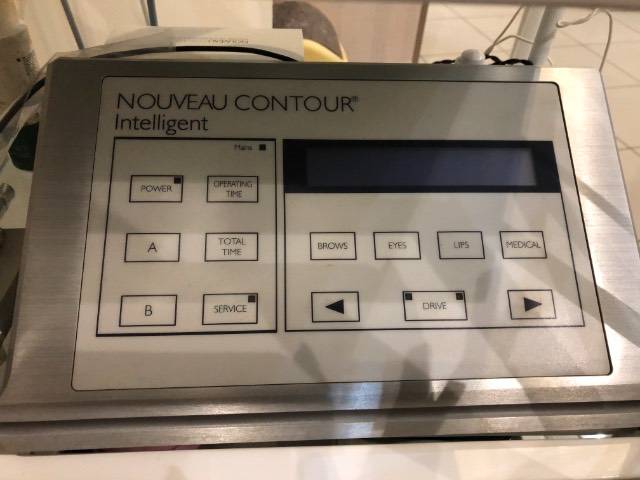 NOUVEAU CONTOUR®
Intelligent
Mains
POWER
OPERATING
TIME
A
TOTAL
TIME
B
SERVICE
BROWS
EYES
LIPS
MEDICAL
DRIVE